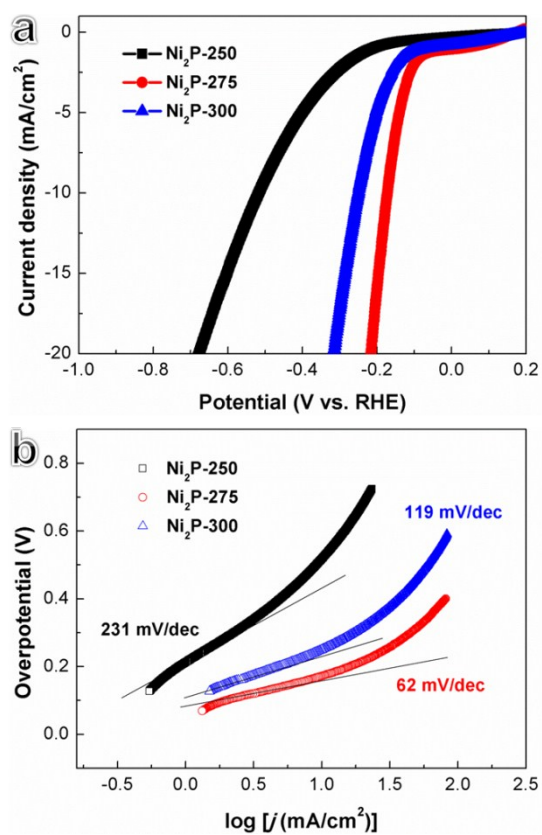 a
Current density (mA/cm²)
0
-5
-10
-15
-20
Ni₂P-250
Ni₂P-275
Ni₂P-300
-1.0 -0.8 -0.6 -0.4 -0.2 0.0 0.2
Potential (V vs. RHE)
b
Overpotential (V)
0.8
0.6
0.4
0.2
0.0
Ni₂P-250
Ni₂P-275
Ni₂P-300
119 mV/dec
231 mV/dec
62 mV/dec
-0.5 0.0 0.5 1.0 1.5 2.0 2.5
log [j (mA/cm²)]